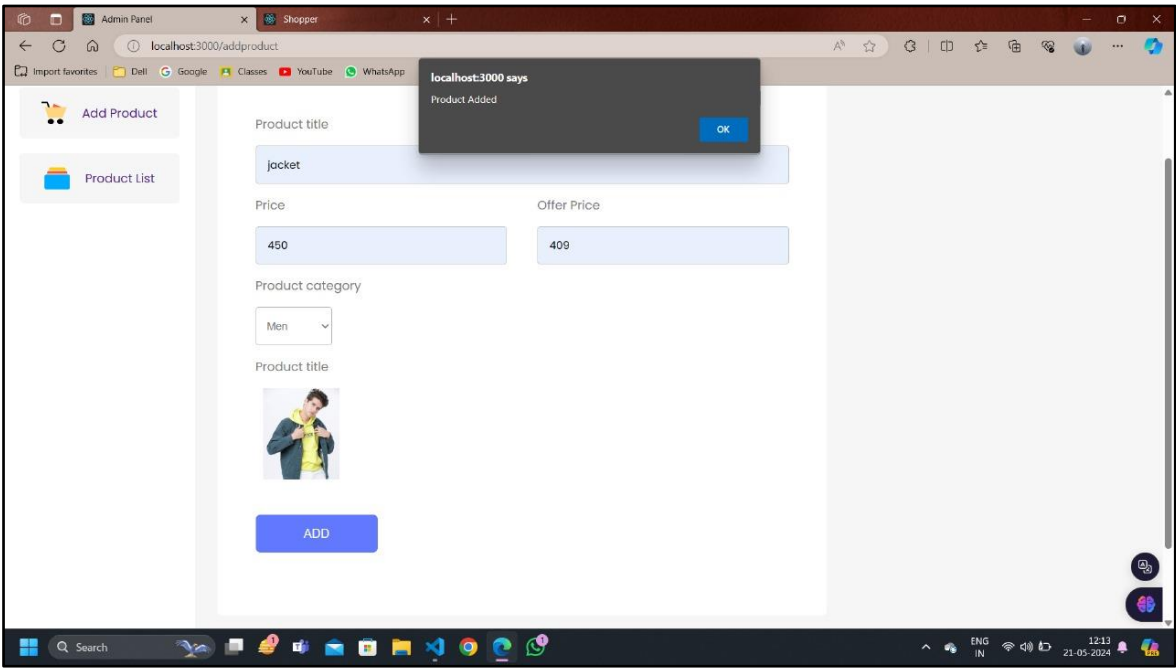 Admin Panel
Shopper
localhost:3000/addproduct
Import favorites
Dell
Google
Classes
YouTube
WhatsApp
localhost:3000 says
Product Added
OK
Add Product
Product List
Product title
jacket
Price
Offer Price
450
409
Product category
Men
Product title
ADD
Search
ENG
IN
12:13
21-05-2024